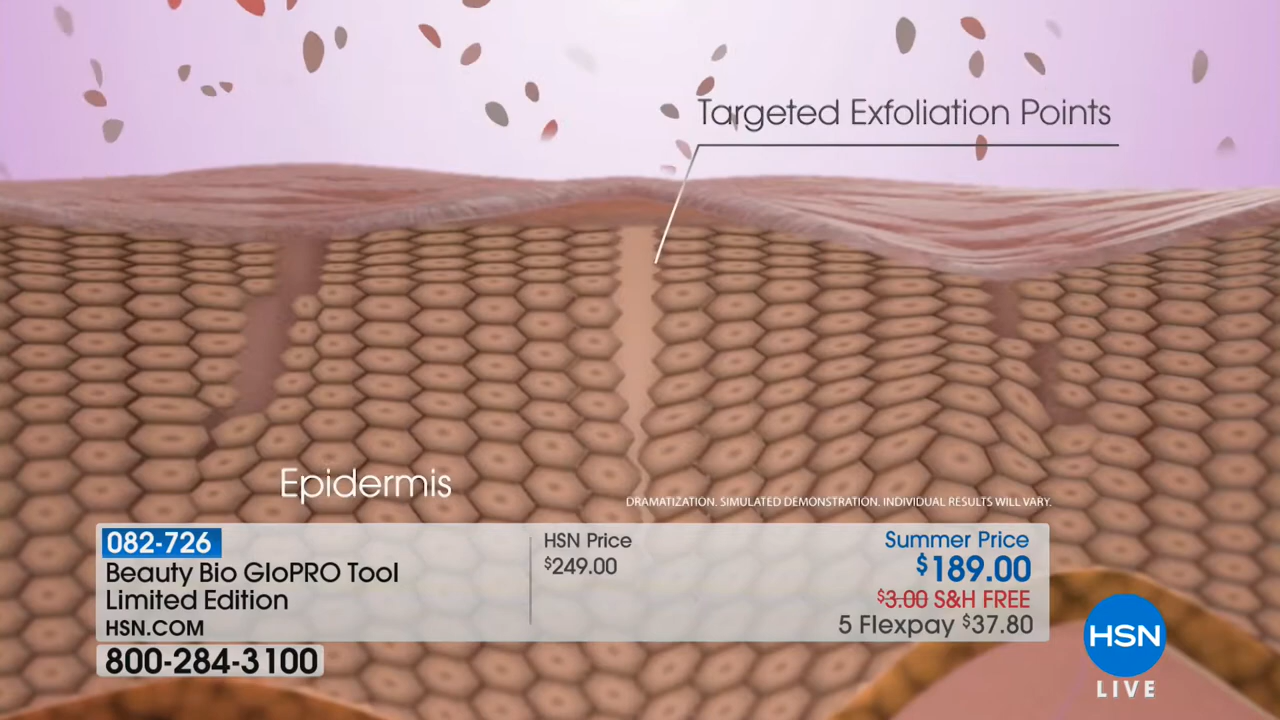 Targeted Exfoliation Points
Epidermis
DRAMATIZATION. SIMULATED DEMONSTRATION. INDIVIDUAL RESULTS WILL VARY.
082-726
Beauty Bio GloPRO Tool
Limited Edition
HSN.COM
800-284-3100
HSN Price
$249.00
Summer Price
$189.00
$3.00 S&H FREE
5 Flexpay $37.80
HSN
LIVE